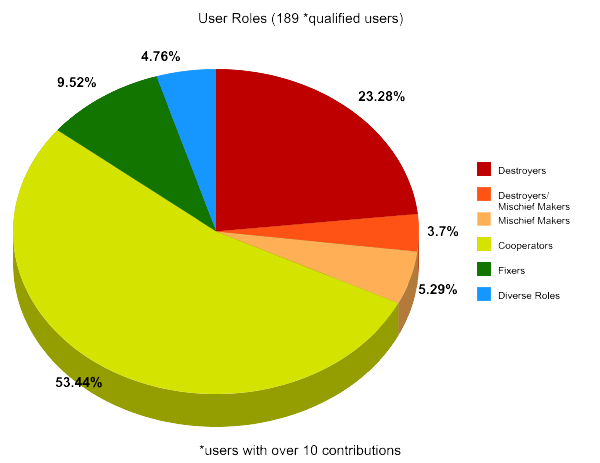 User Roles (189 *qualified users)
4.76%
9.52%
23.28%
Destroyers
Destroyers/
Mischief Makers
Mischief Makers
3.7%
Cooperators
Fixers
5.29%
Diverse Roles
53.44%
*users with over 10 contributions